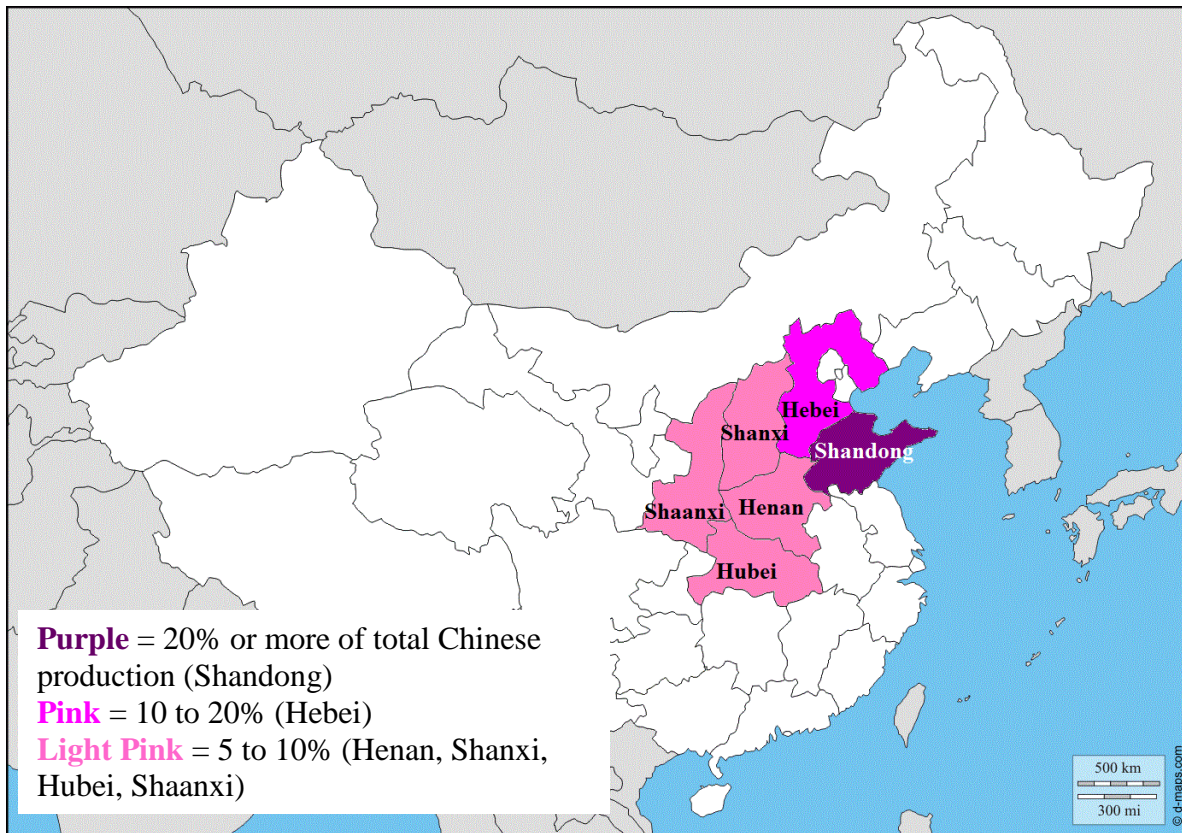 Hebei
Shanxi
Shandong
Shaanxi
Henan
Hubei
Purple = 20% or more of total Chinese
production (Shandong)
Pink = 10 to 20% (Hebei)
Light Pink = 5 to 10% (Henan, Shanxi,
Hubei, Shaanxi)
500 km
300 mi
© d-maps.com